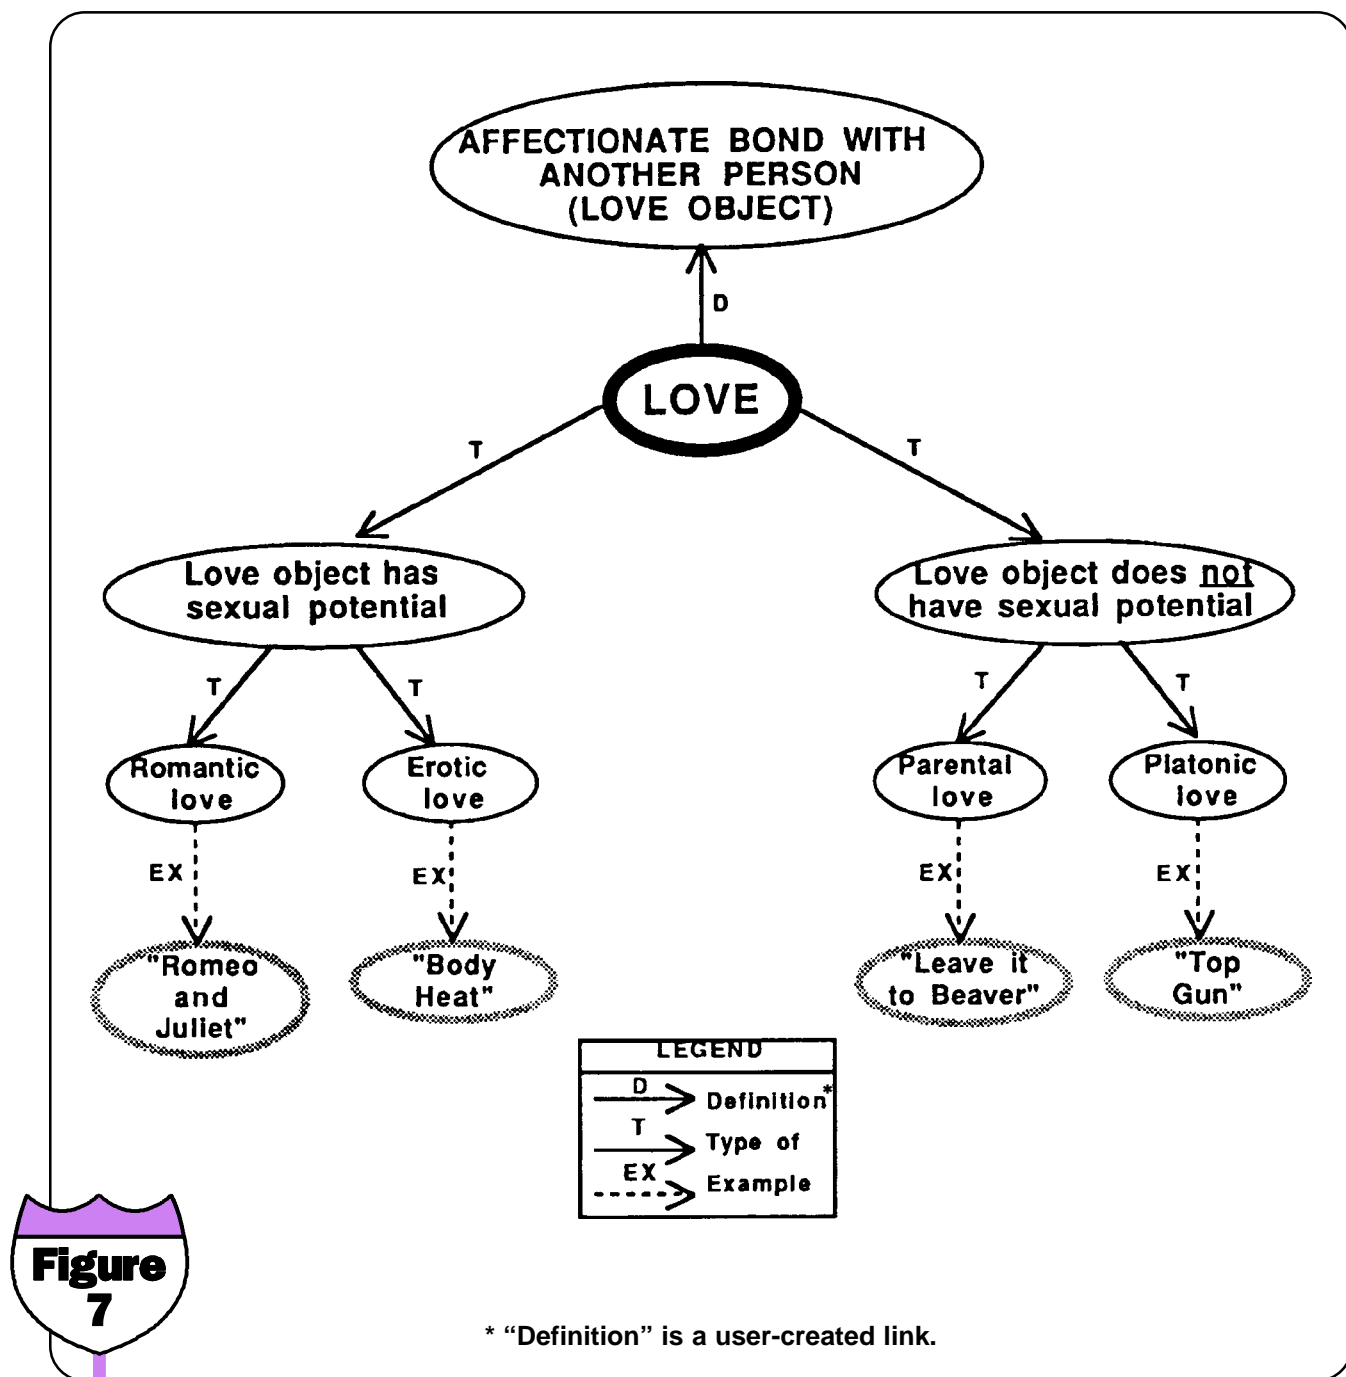 AFFECTIONATE BOND WITH
ANOTHER PERSON
(LOVE OBJECT)
D
LOVE
T
T
Love object has
sexual potential
Love object does not
have sexual potential
T
T
T
T
Romantic
love
Erotic
love
Parental
love
Platonic
love
EX
EX
EX
EX
"Romeo
and
Juliet"
"Body
Heat"
"Leave it
to Beaver"
"Top
Gun"
LEGEND
D Definition*
T Type of
EX Example
Figure
7
* “Definition” is a user-created link.